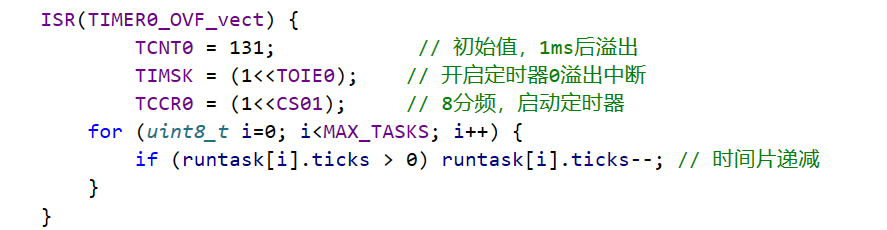 ISR(TIMER0_OVF_vect) {
        TCNT0 = 131;            // 初始值，1ms后溢出
        TIMSK = (1<<TOIE0);    // 开启定时器0溢出中断
        TCCR0 = (1<<CS01);     // 8分频，启动定时器
    for (uint8_t i=0; i<MAX_TASKS; i++) {
        if (runtask[i].ticks > 0) runtask[i].ticks--; // 时间片递减
    }
}